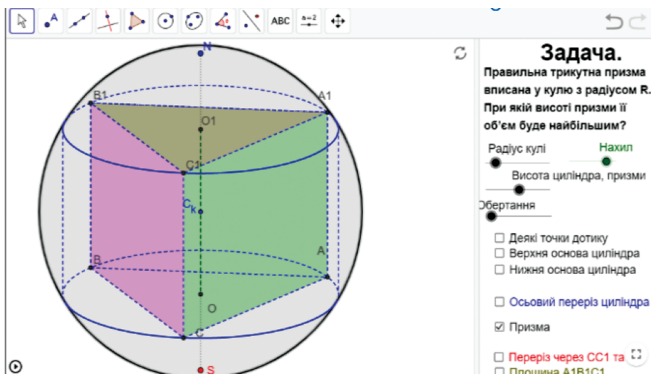 ABC
a=2
N
B1
A1
O1
C1
Ck
B
A
O
C
S
Задача.
Правильна трикутна призма
вписана у кулю з радіусом R.
При якій висоті призми її
об'єм буде найбільшим?
Радіус кулі
Нахил
Висота циліндра, призми
Обертання
Деякі точки дотику
Верхня основа циліндра
Нижня основа циліндра
Осьовий переріз циліндра
Призма
Переріз через CC1 та
Площина A1B1C1